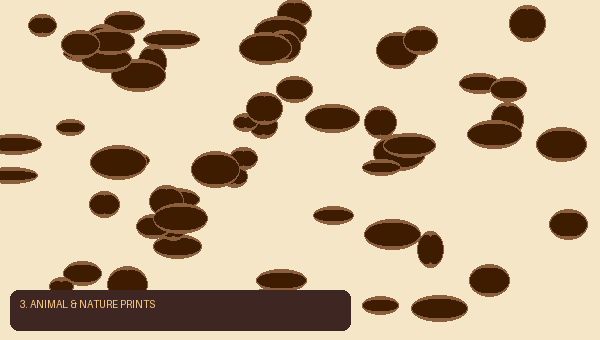 3. ANIMAL & NATURE PRINTS